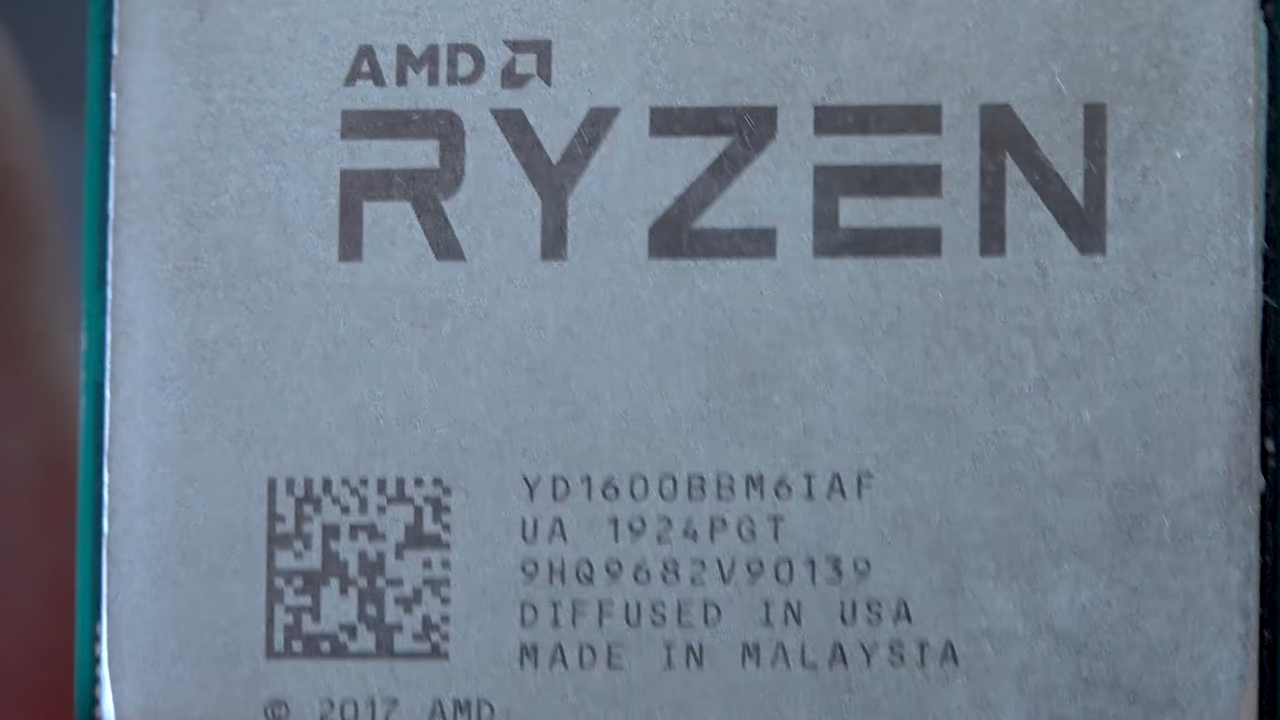 AMD
RYZEN
YD1600BBM6IAF
UA 1924PGT
9HQ9682V90139
DIFFUSED IN USA
MADE IN MALAYSIA
© 2017 AMD